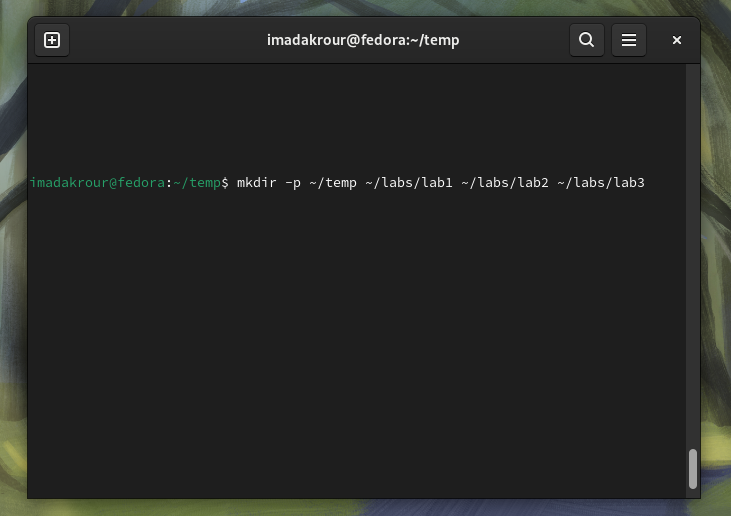 imadakrour@fedora:~/temp
imadakrour@fedora:~/temp$ mkdir -p ~/temp ~/labs/lab1 ~/labs/lab2 ~/labs/lab3